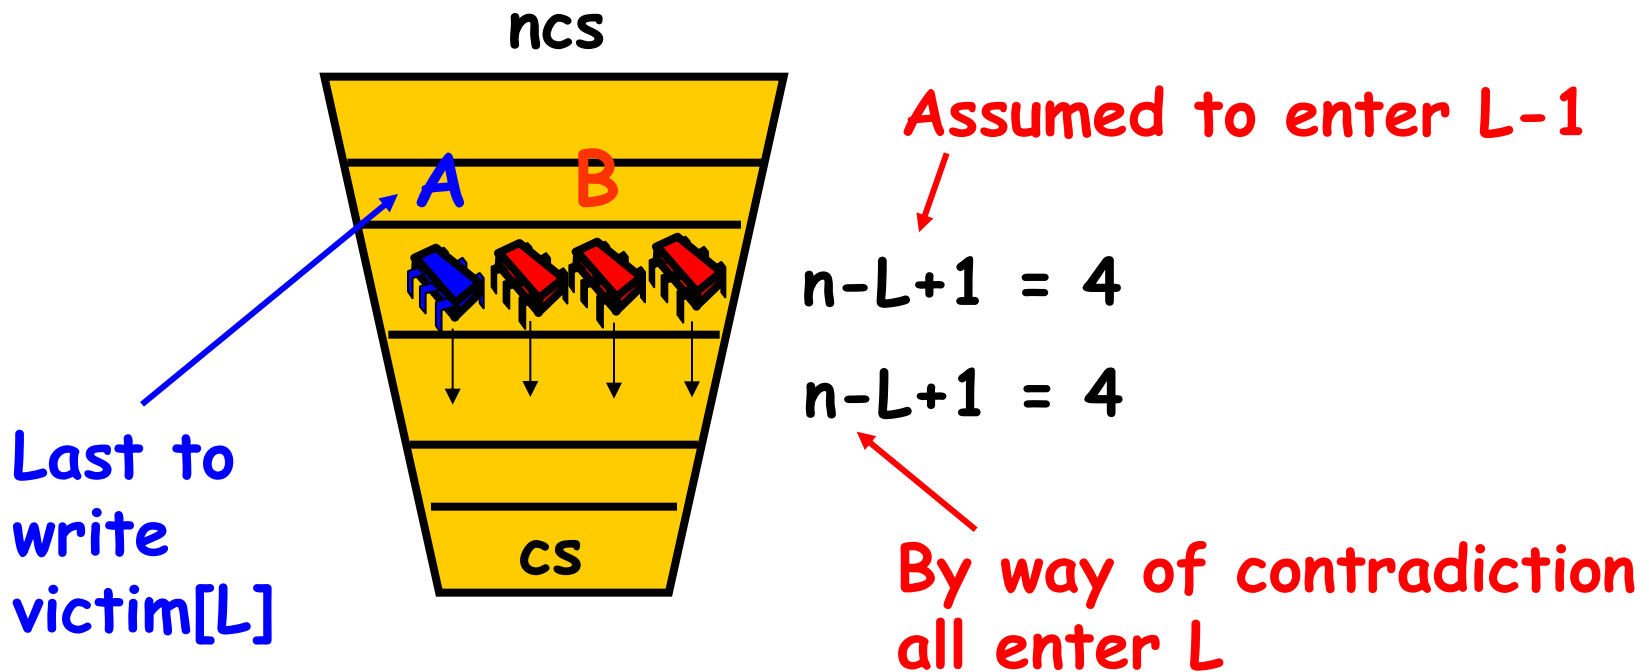 ncs
Assumed to enter L-1
A B
n-L+1 = 4
n-L+1 = 4
Last to
write
victim[L]
cs
By way of contradiction
all enter L